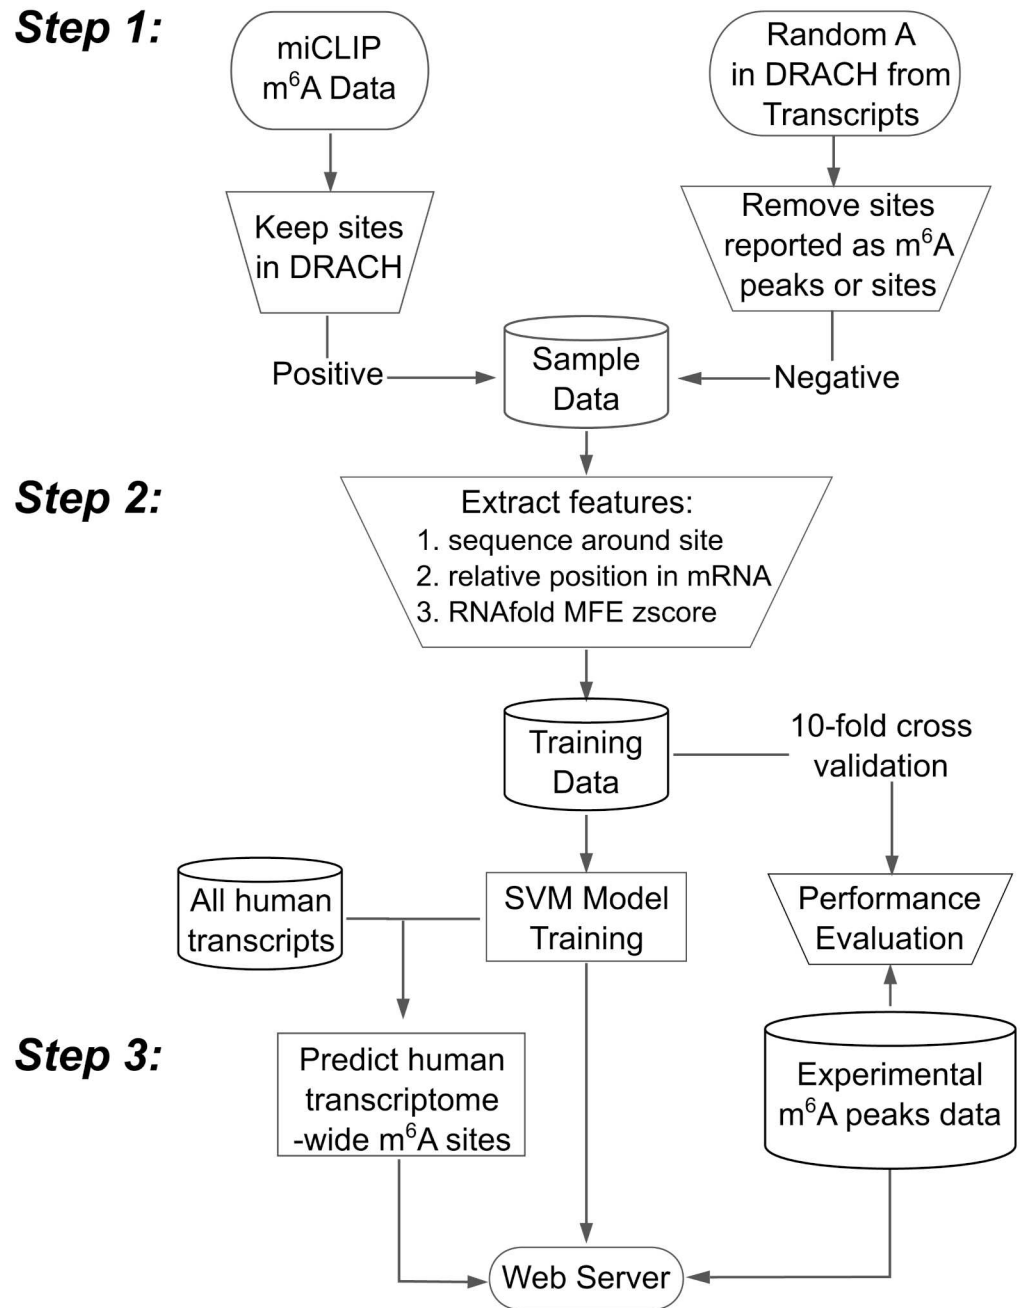 Step 1:
miCLIP
m⁶A Data
Random A
in DRACH from
Transcripts
Keep sites
in DRACH
Remove sites
reported as m⁶A
peaks or sites
Positive
Sample
Data
Negative
Step 2:
Extract features:
1. sequence around site
2. relative position in mRNA
3. RNAfold MFE zscore
Training
Data
10-fold cross
validation
All human
transcripts
SVM Model
Training
Performance
Evaluation
Step 3:
Predict human
transcriptome
-wide m⁶A sites
Experimental
m⁶A peaks data
Web Server